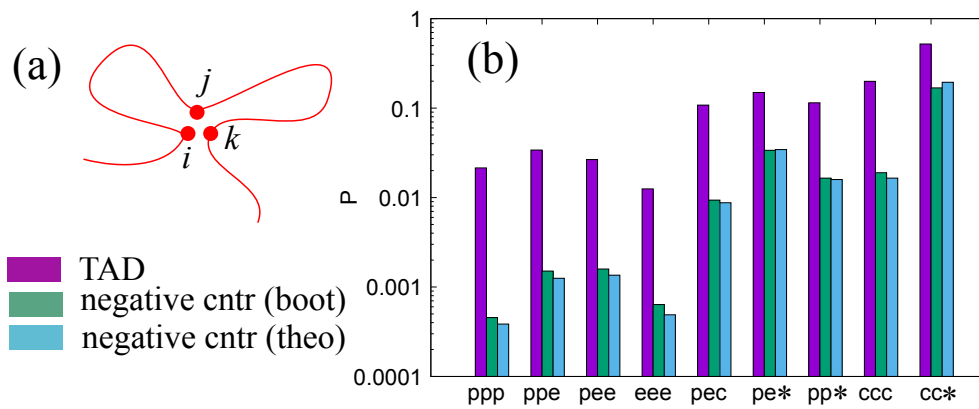 (a)
j
i
k
TAD
negative cntr (boot)
negative cntr (theo)
(b)
P
1
0.1
0.01
0.001
0.0001
ppp ppe pee eee pec pe* pp* ccc cc*